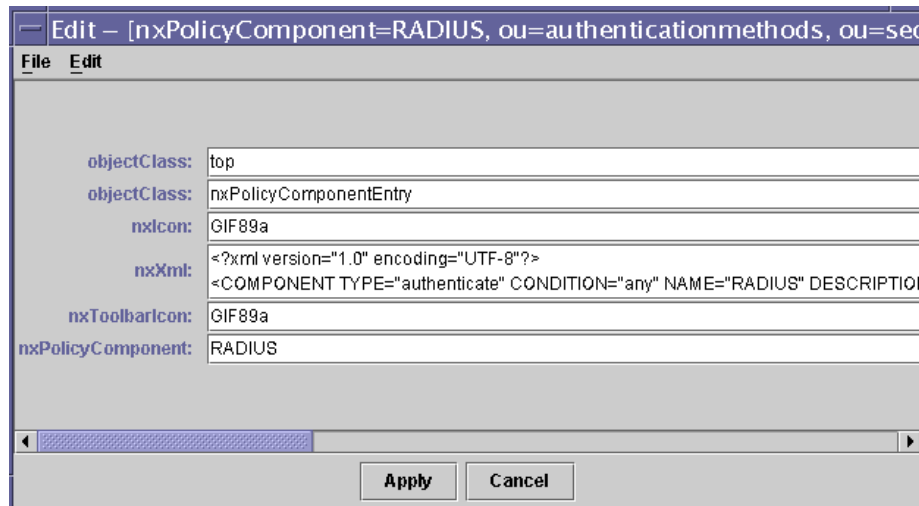 Edit – [nxPolicyComponent=RADIUS, ou=authenticationmethods, ou=sec
File Edit
objectClass: top
objectClass: nxPolicyComponentEntry
nxIcon: GIF89a
nxXml: <?xml version="1.0" encoding="UTF-8"?>
<COMPONENT TYPE="authenticate" CONDITION="any" NAME="RADIUS" DESCRIPTIO
nxToolbarIcon: GIF89a
nxPolicyComponent: RADIUS
Apply Cancel